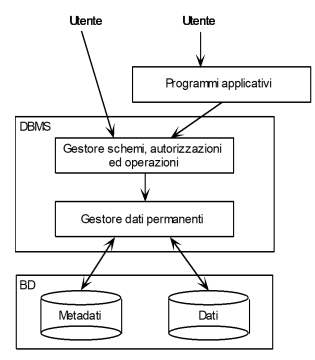 Utente
Utente
Programmi applicativi
DBMS
Gestore schemi, autorizzazioni
ed operazioni
Gestore dati permanenti
BD
Metadati
Dati